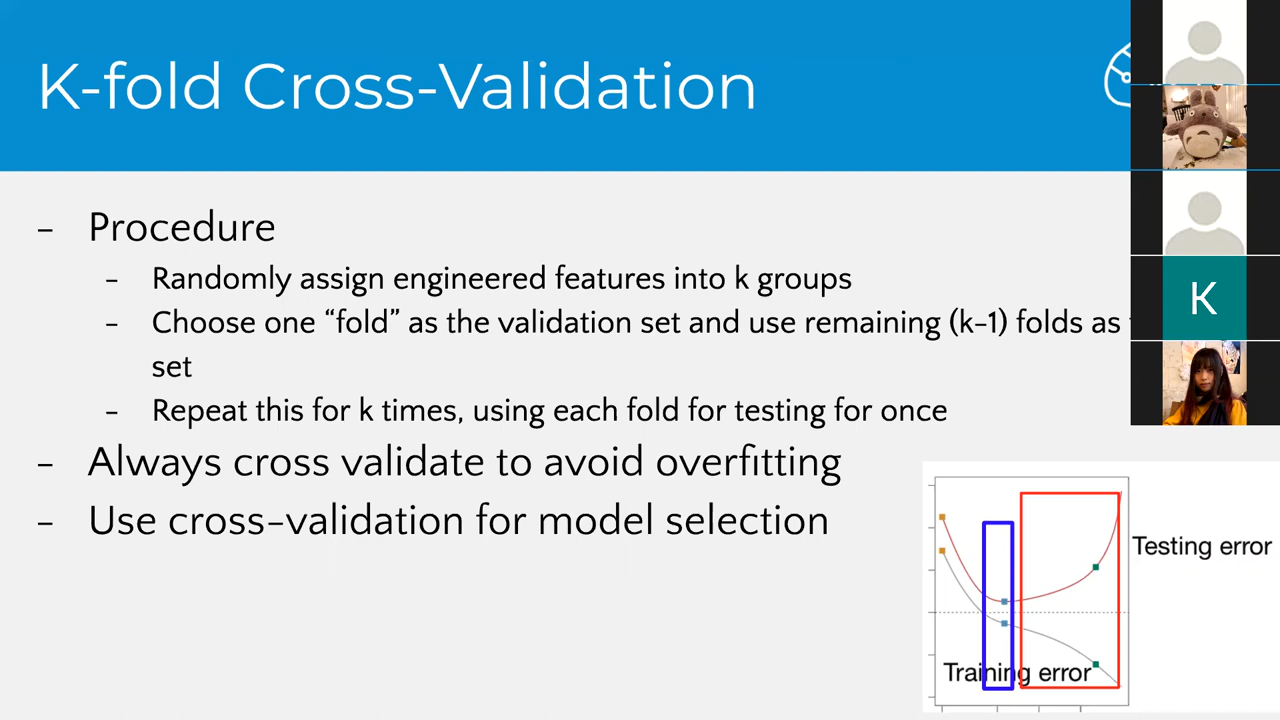 K-fold Cross-Validation
- Procedure
- Randomly assign engineered features into k groups
- Choose one “fold” as the validation set and use remaining (k-1) folds as
set
- Repeat this for k times, using each fold for testing for once
- Always cross validate to avoid overfitting
- Use cross-validation for model selection
K
Testing error
Training error